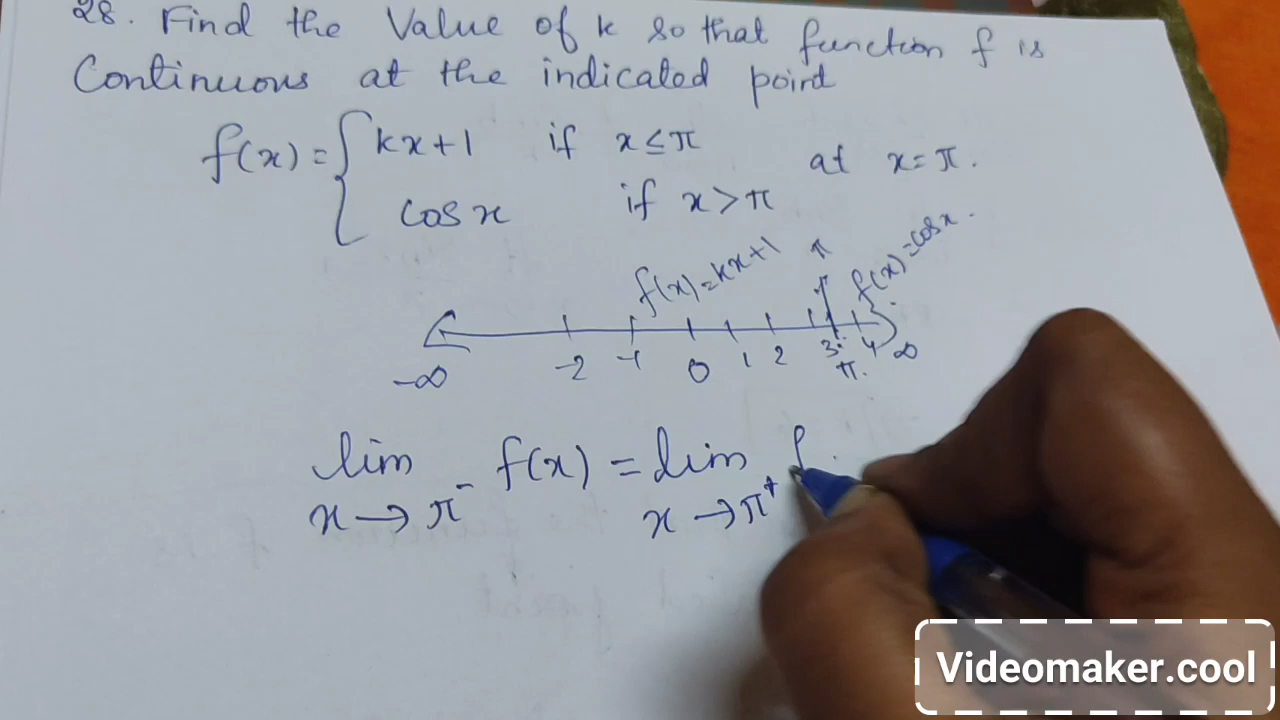 28. Find the Value of k so that function f is
Continuous at the indicated point
f(x) = { kx+1 if x ≤ π
cos x if x > π
at x = π.
f(x) = kx+1
π
f(x) = cos x.
-∞ -2 -1 0 1 2 3 π. 4 ∞
lim f(x) = lim f
x → π⁻ x → π⁺
Videomaker.cool